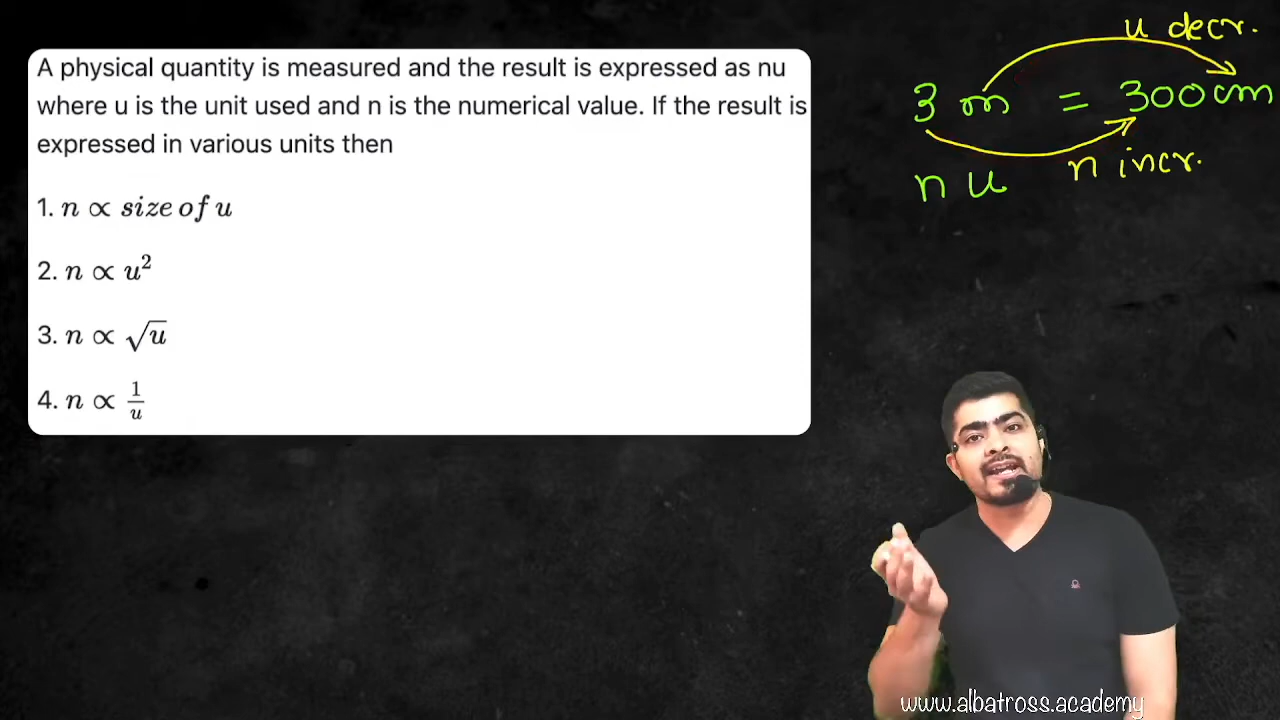 A physical quantity is measured and the result is expressed as nu
where u is the unit used and n is the numerical value. If the result is
expressed in various units then
1. n ∝ size of u
2. n ∝ u²
3. n ∝ √u
4. n ∝ 1/u
u decr.
3 m = 300cm
n u
n incr.
www.albatross.academy